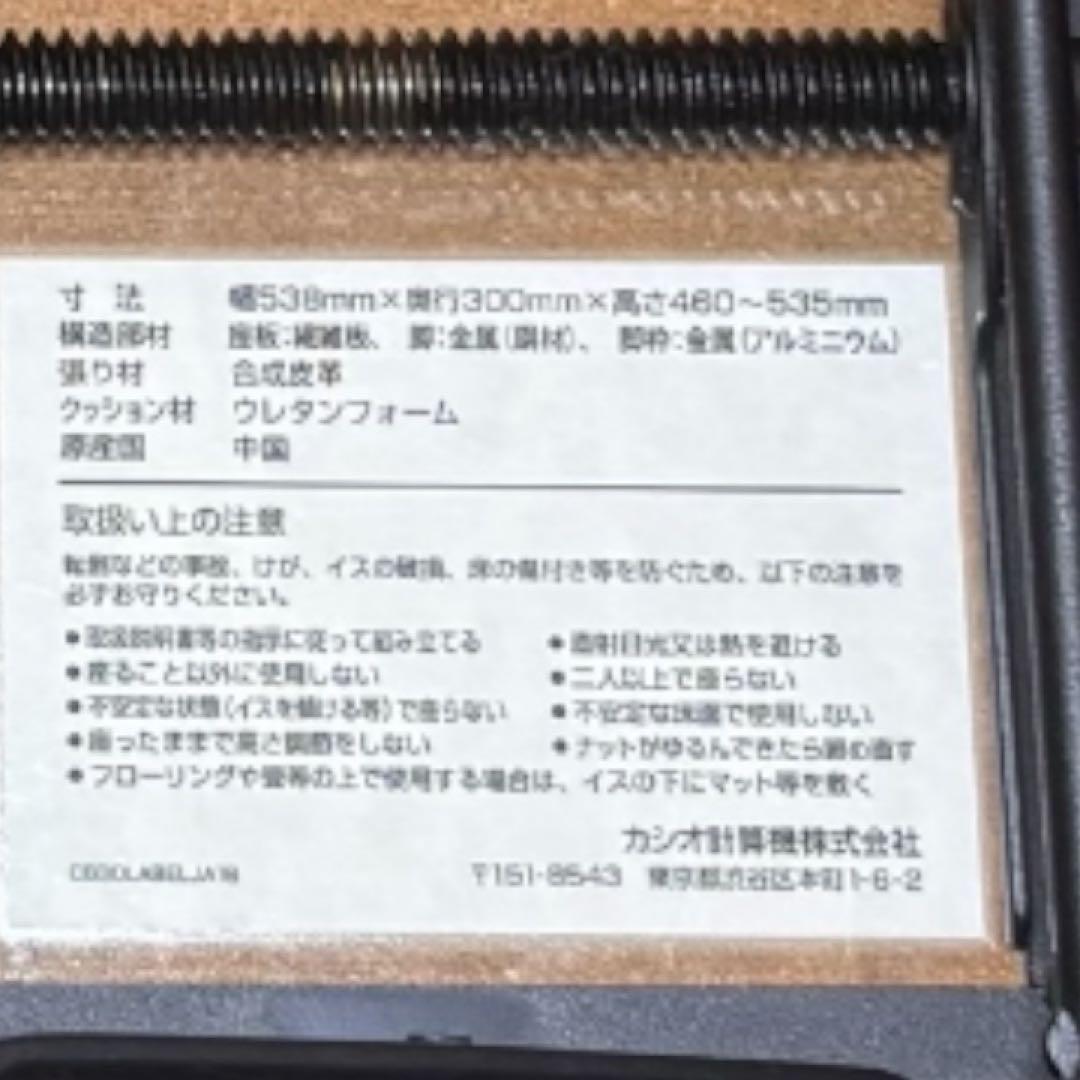 寸 法 幅538mm×奥行300mm×高さ460～535mm
構造部材 座板:繊維板、 脚:金属(鋼材)、 脚枠:金属(アルミニウム)
張り材 合成皮革
クッション材 ウレタンフォーム
原産国 中国
取扱い上の注意
転倒などの事故、けが、イスの破損、床の傷付き等を防ぐため、以下の注意を
必ずお守りください。
●取扱説明書等の指示に従って組み立てる ●直射日光又は熱を避ける
●座ること以外に使用しない ●二人以上で座らない
●不安定な状態(イスを傾ける等)で座らない ●不安定な床面で使用しない
●座ったままで高さ調節をしない ●ナットがゆるんできたら締め直す
●フローリングや畳等の上で使用する場合は、イスの下にマット等を敷く
カシオ計算機株式会社
〒151-8543 東京都渋谷区本町1-6-2